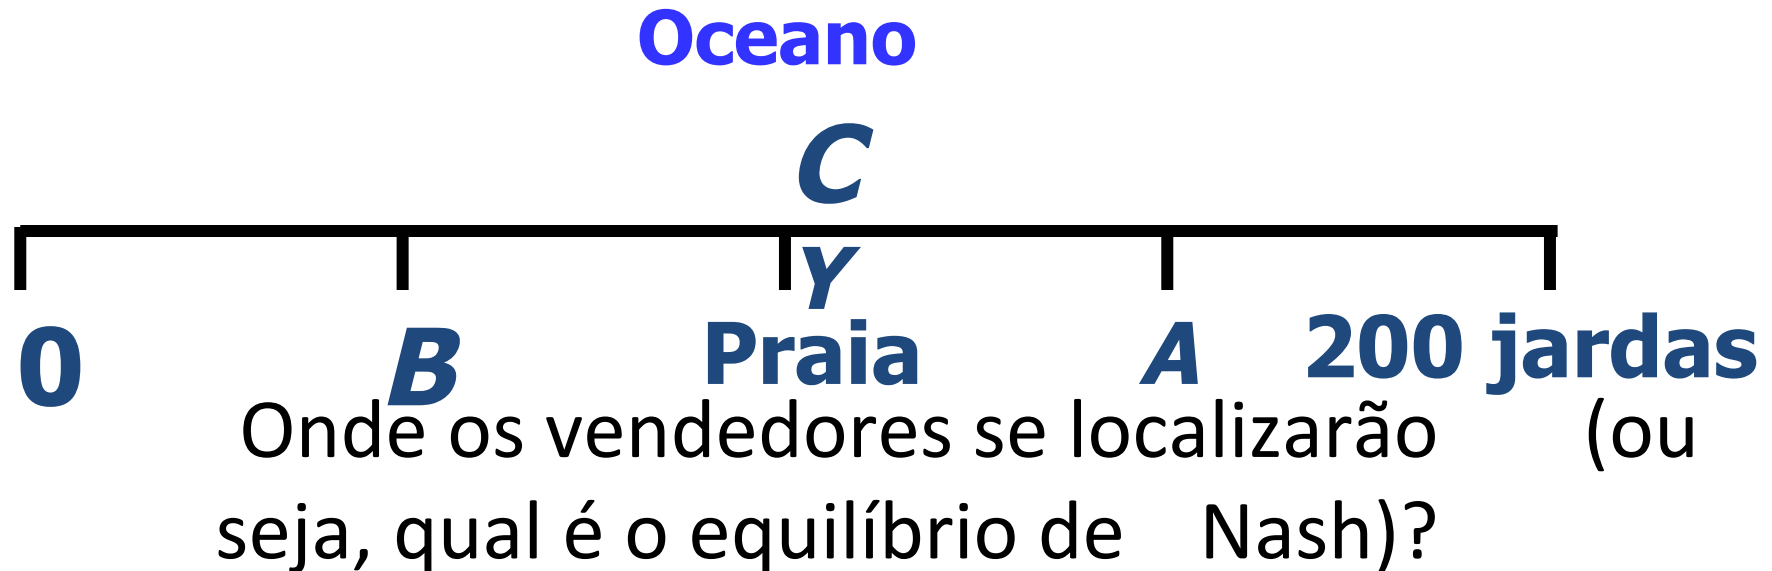 Oceano
C
Y
0 B Praia A 200 jardas
Onde os vendedores se localizarão (ou
seja, qual é o equilíbrio de Nash)?